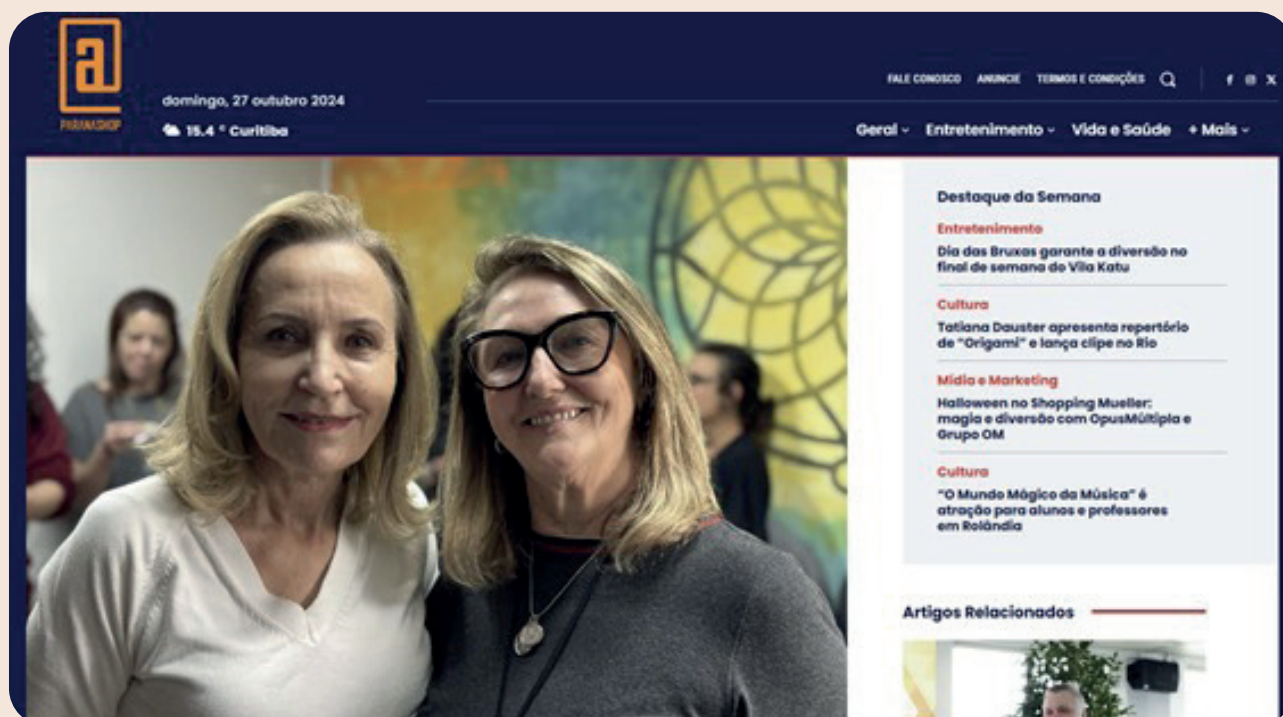 a
PARANASHOP
domingo, 27 outubro 2024
15.4 ° Curitiba
FALE CONOSCO ANUNCIE TERMOS E CONDIÇÕES
Geral Entretenimento Vida e Saúde + Mais
Destaque da Semana
Entretenimento
Dia das Bruxas garante a diversão no
final de semana do Vila Katu
Cultura
Tatiana Dauster apresenta repertório
de “Origami” e lança clipe no Rio
Mídia e Marketing
Halloween no Shopping Mueller:
magia e diversão com OpusMúltipla e
Grupo OM
Cultura
“O Mundo Mágico da Música” é
atração para alunos e professores
em Rolândia
Artigos Relacionados